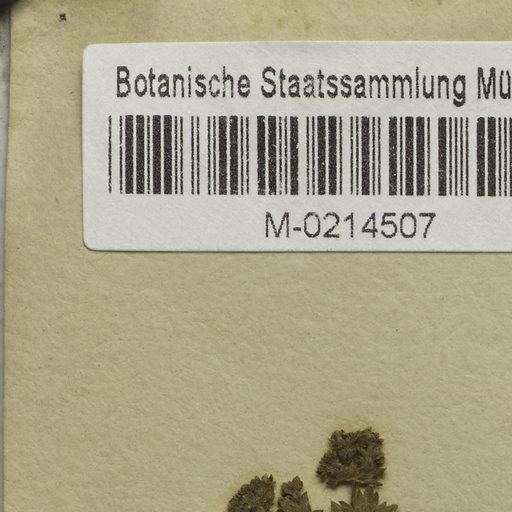 Botanische Staatssammlung Mü
M-0214507